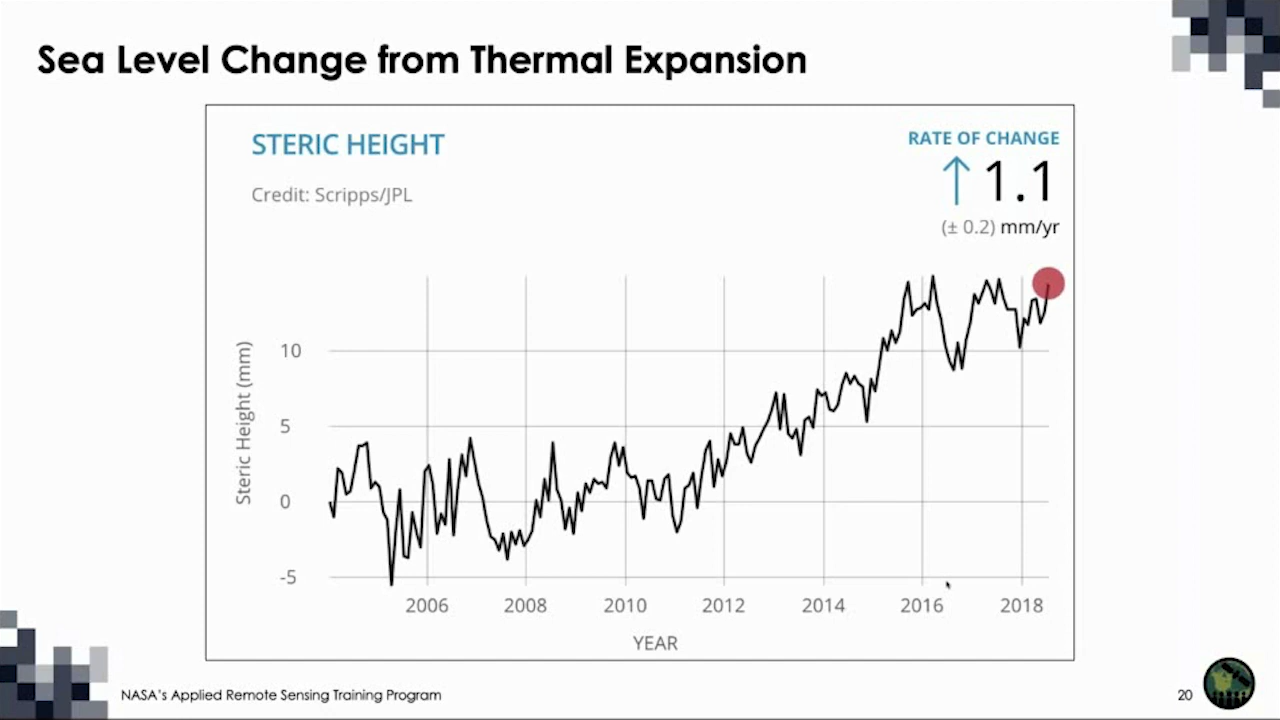 Sea Level Change from Thermal Expansion
STERIC HEIGHT
Credit: Scripps/JPL
RATE OF CHANGE
↑ 1.1
(± 0.2) mm/yr
Steric Height (mm)
10
5
0
-5
2006 2008 2010 2012 2014 2016 2018
YEAR
NASA's Applied Remote Sensing Training Program
20